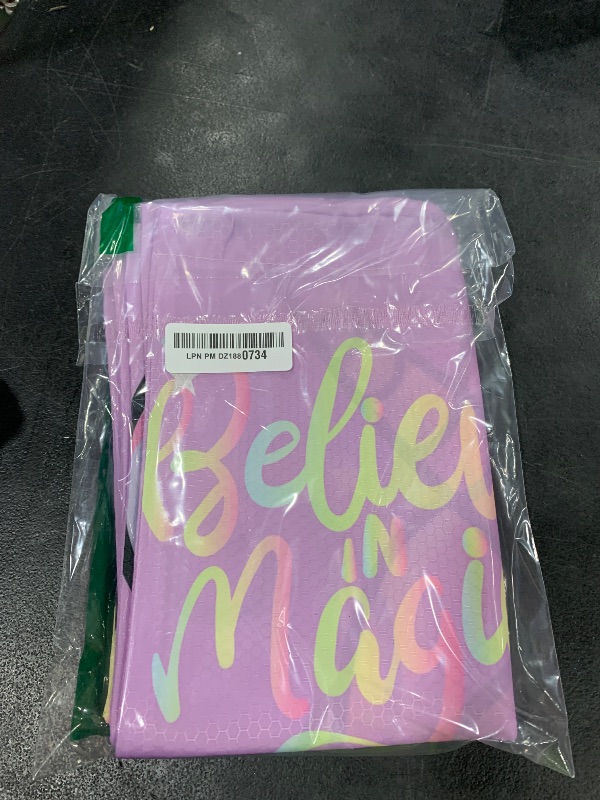 LPN PM DZ1880734
Believ
IN
Magi